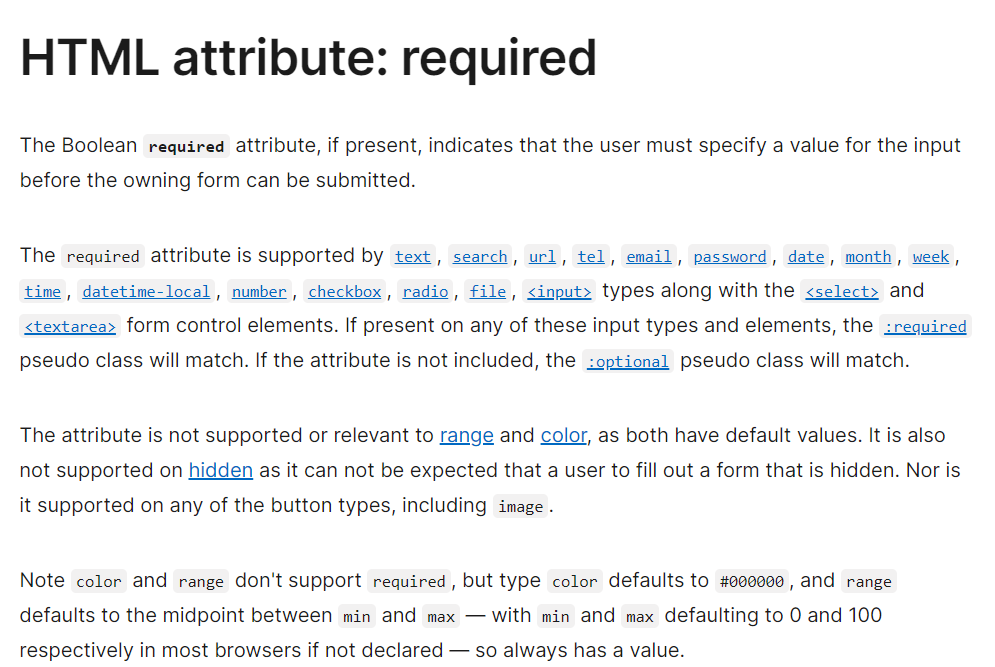 HTML attribute: required
The Boolean required attribute, if present, indicates that the user must specify a value for the input
before the owning form can be submitted.
The required attribute is supported by text, search, url, tel, email, password, date, month, week,
time, datetime-local, number, checkbox, radio, file, <input> types along with the <select> and
<textarea> form control elements. If present on any of these input types and elements, the :required
pseudo class will match. If the attribute is not included, the :optional pseudo class will match.
The attribute is not supported or relevant to range and color, as both have default values. It is also
not supported on hidden as it can not be expected that a user to fill out a form that is hidden. Nor is
it supported on any of the button types, including image.
Note color and range don't support required, but type color defaults to #000000, and range
defaults to the midpoint between min and max — with min and max defaulting to 0 and 100
respectively in most browsers if not declared — so always has a value.